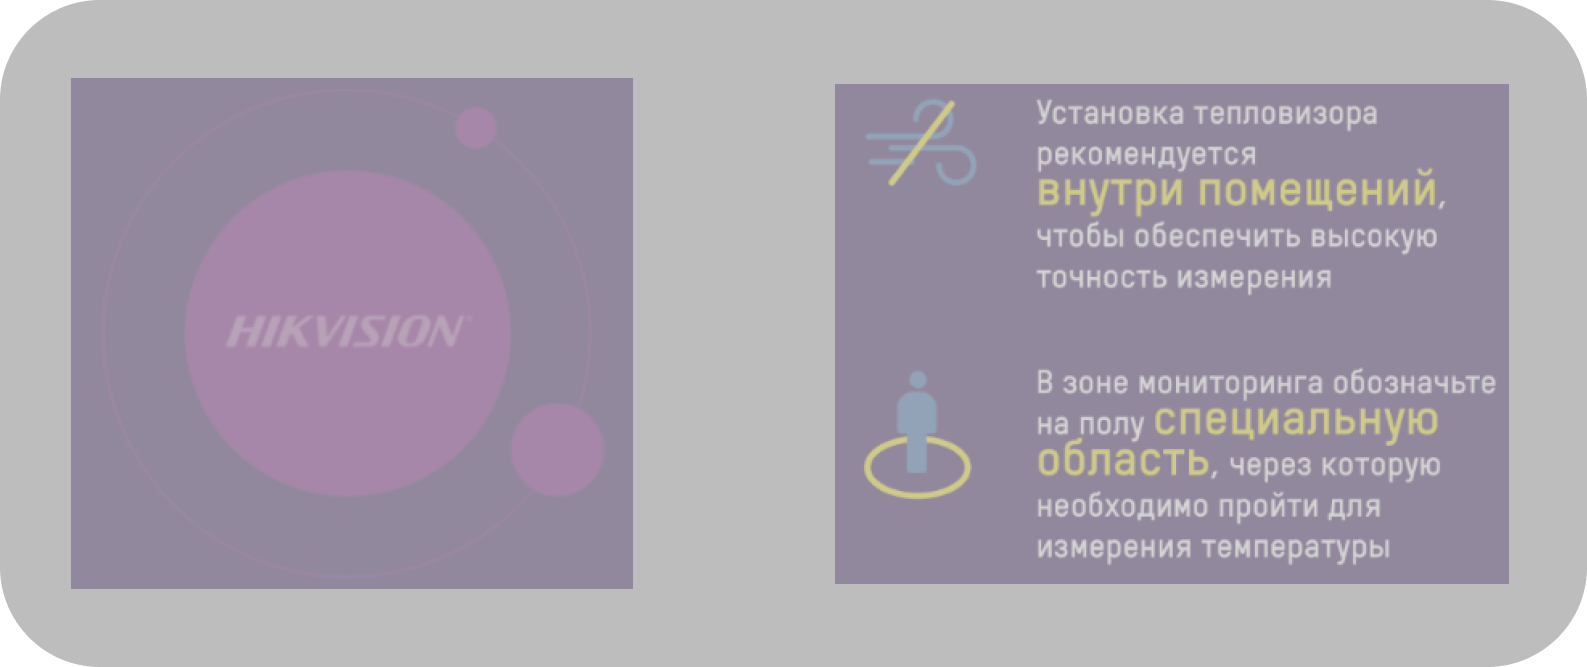 HIKVISION
Установка тепловизора
рекомендуется
внутри помещений,
чтобы обеспечить высокую
точность измерения
В зоне мониторинга обозначьте
на полу специальную
область, через которую
необходимо пройти для
измерения температуры